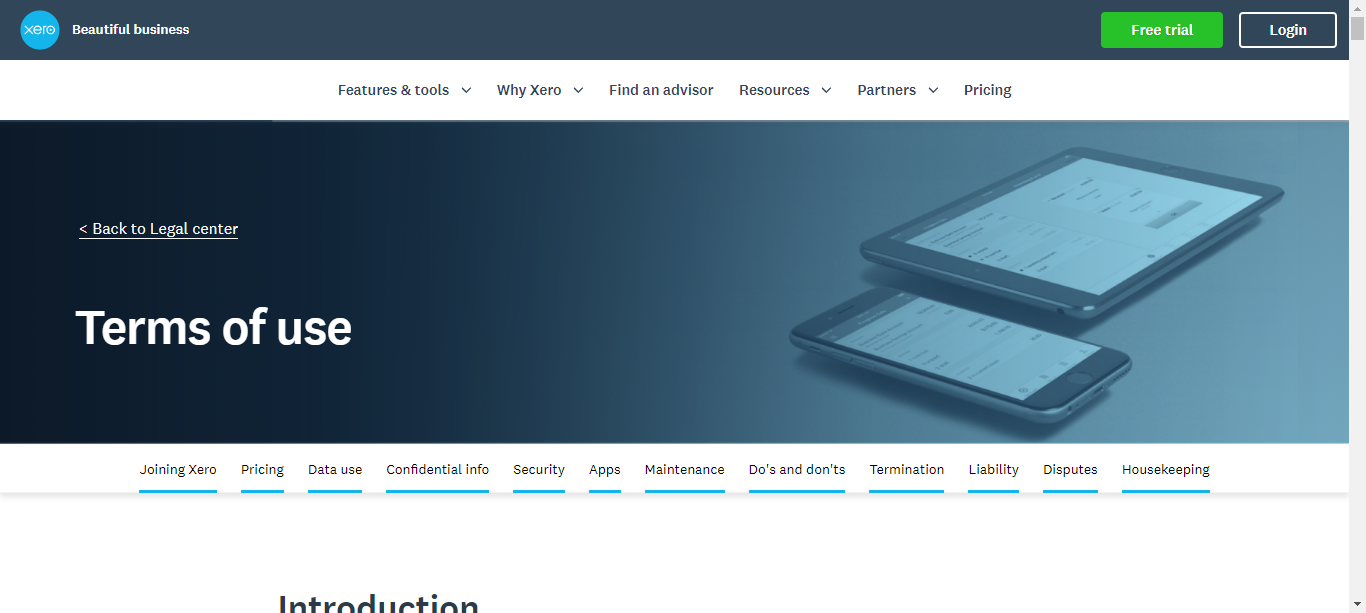 xero
Beautiful business
Free trial
Login
Features & tools
Why Xero
Find an advisor
Resources
Partners
Pricing
< Back to Legal center
Terms of use
Joining Xero
Pricing
Data use
Confidential info
Security
Apps
Maintenance
Do's and don'ts
Termination
Liability
Disputes
Housekeeping
Introduction